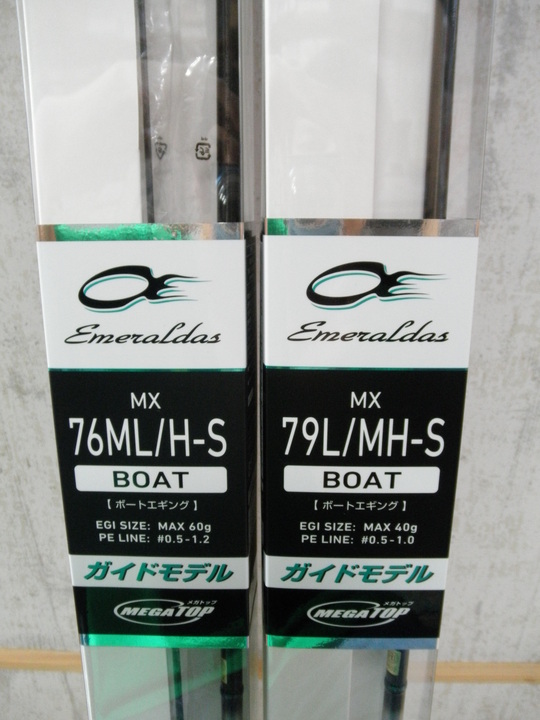 Emeraldas
MX
76ML/H-S
BOAT
【 ボートエギング 】
EGI SIZE: MAX 60g
PE LINE: #0.5-1.2
ガイドモデル
メガトップ
MEGATOP
Emeraldas
MX
79L/MH-S
BOAT
【 ボートエギング 】
EGI SIZE: MAX 40g
PE LINE: #0.5-1.0
ガイドモデル
メガトップ
MEGATOP